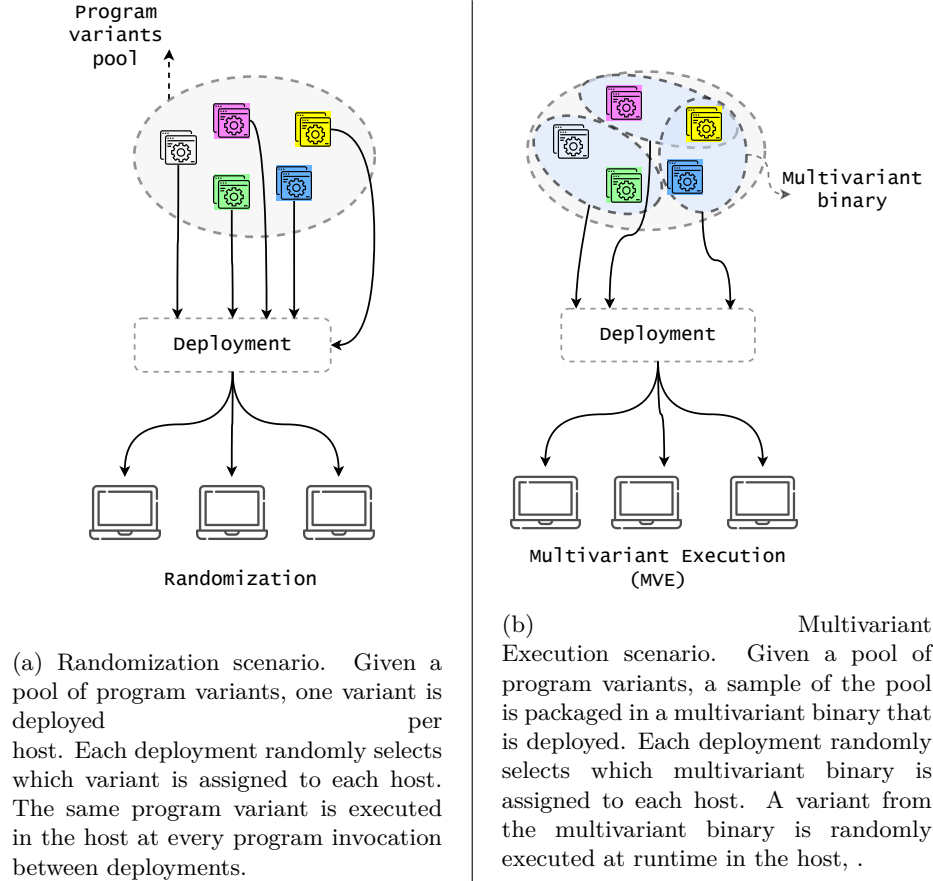 Program
variants
pool
Deployment
Randomization
(a) Randomization scenario. Given a
pool of program variants, one variant is
deployed per
host. Each deployment randomly selects
which variant is assigned to each host.
The same program variant is executed
in the host at every program invocation
between deployments.
Multivariant
binary
Deployment
Multivariant Execution
(MVE)
(b) Multivariant
Execution scenario. Given a pool of
program variants, a sample of the pool
is packaged in a multivariant binary that
is deployed. Each deployment randomly
selects which multivariant binary is
assigned to each host. A variant from
the multivariant binary is randomly
executed at runtime in the host, .